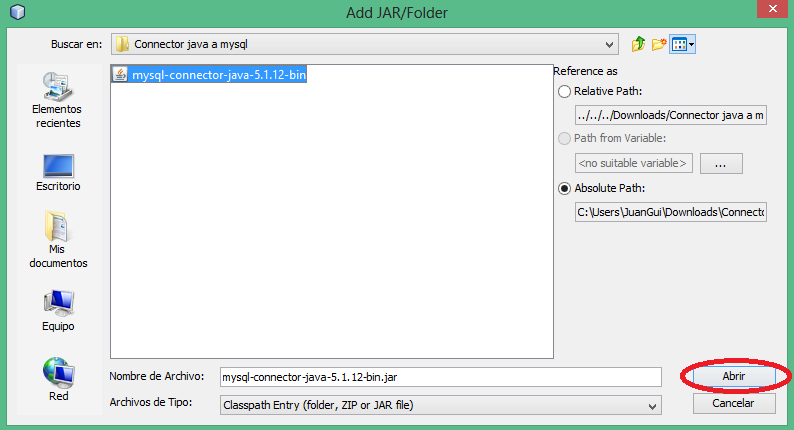 Add JAR/Folder
Buscar en:
Connector java a mysql
Elementos
recientes
Escritorio
Mis
documentos
Equipo
Red
mysql-connector-java-5.1.12-bin
Reference as
Relative Path:
../../../Downloads/Connector java a m
Path from Variable:
<no suitable variable>
...
Absolute Path:
C:\Users\JuanGui\Downloads\Connecto
Nombre de Archivo:
mysql-connector-java-5.1.12-bin.jar
Abrir
Archivos de Tipo:
Classpath Entry (folder, ZIP or JAR file)
Cancelar